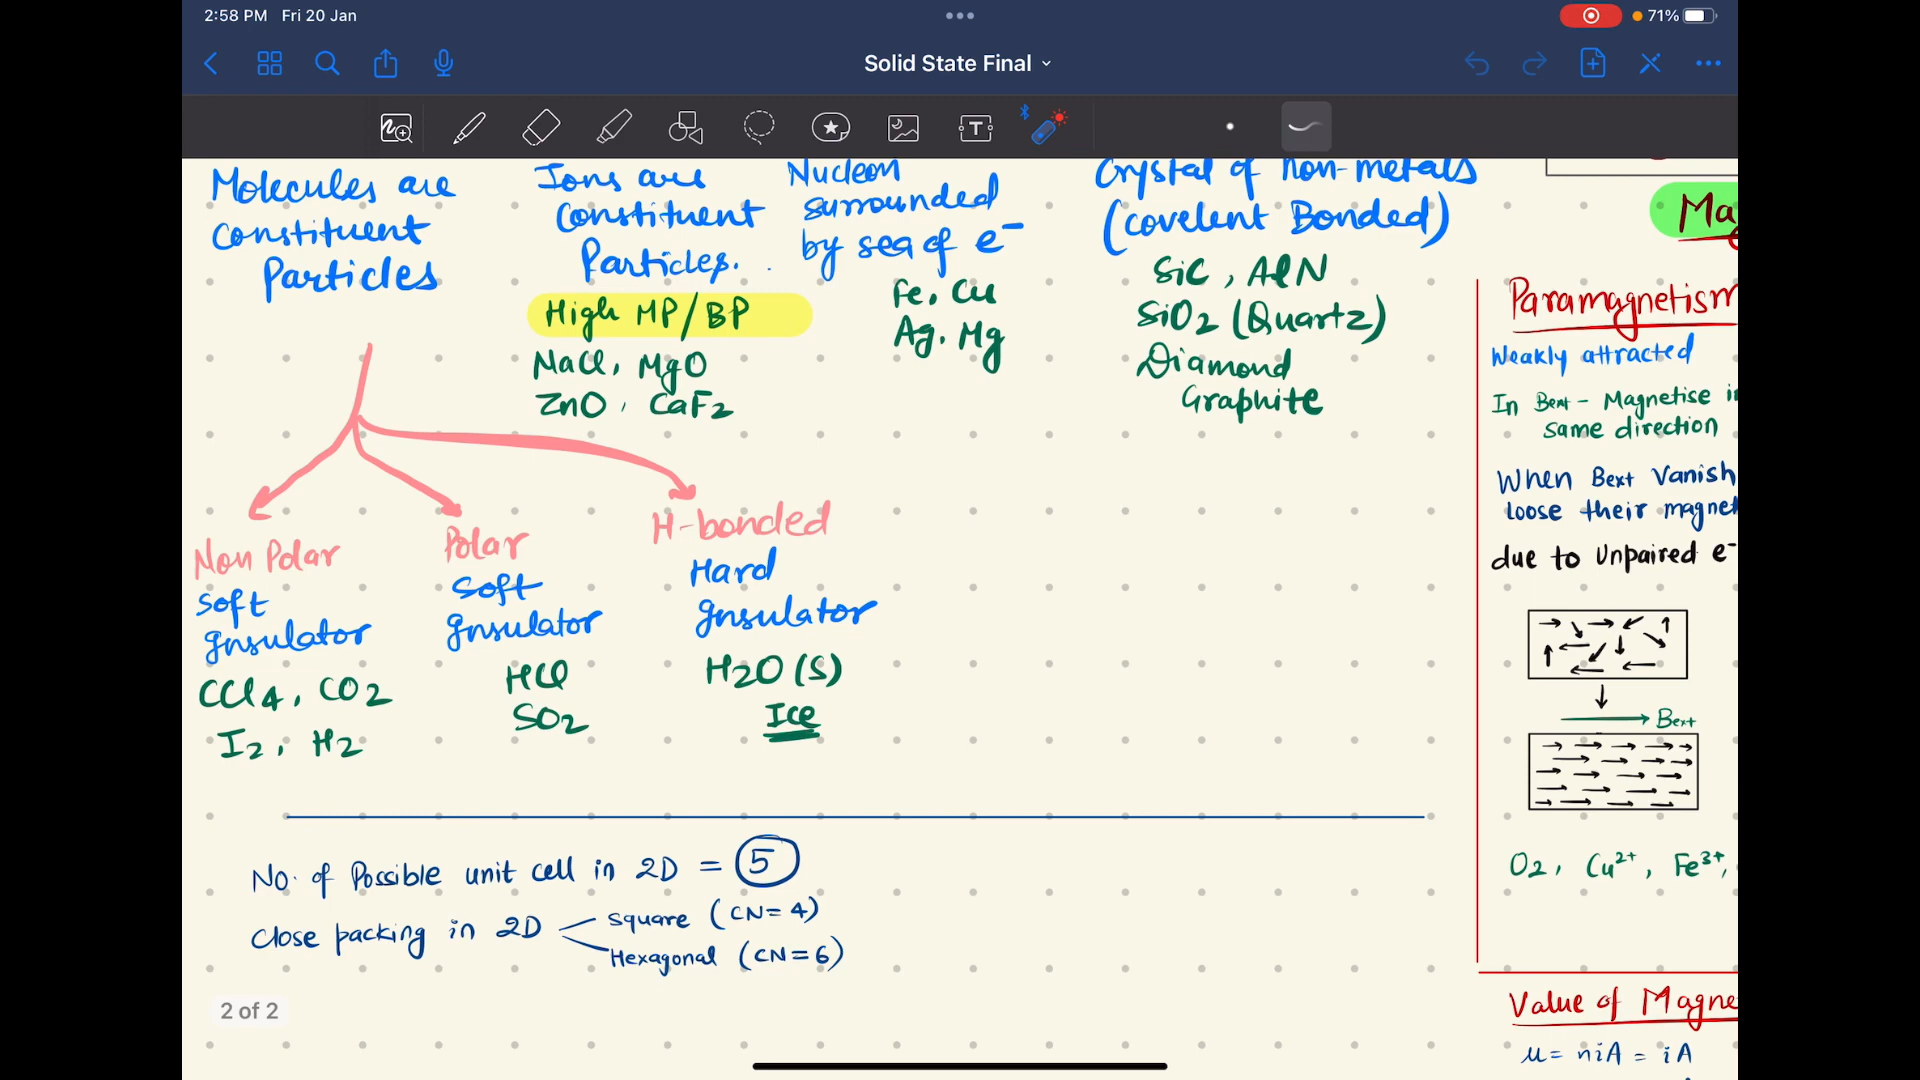 2:58 PM Fri 20 Jan
71%
Solid State Final
T
Molecules are
Constituent
Particles
Ions are
Constituent
Particles.
High MP/BP
NaCl, MgO
ZnO, CaF2
Nucleon
surrounded
by sea of e-
Fe, Cu
Ag, Mg
Crystal of non-metals
(covelent Bonded)
SiC, AlN
SiO2 (Quartz)
Diamond
Graphite
Non Polar
Soft
Insulator
CCl4, CO2
I2, H2
Polar
Soft
Insulator
HCl
SO2
H-bonded
Hard
Insulator
H2O (S)
Ice
No. of Possible unit cell in 2D = 5
Close packing in 2D
Square (CN=4)
Hexagonal (CN=6)
2 of 2
Ma
Paramagnetism
Weakly attracted
In Bext - Magnetise in
same direction
When Bext Vanish
loose their magnet
due to Unpaired e-
Bext
O2, Cu2+, Fe3+,
Value of Magne
μ = niA = iA